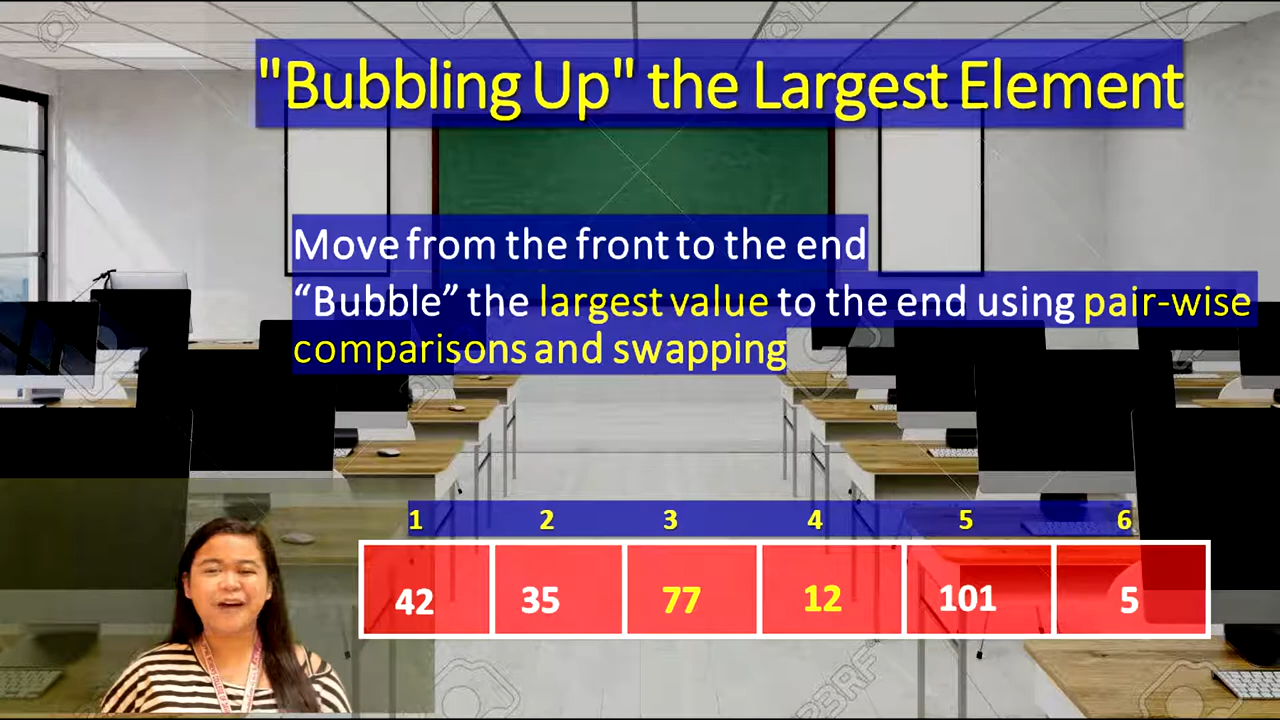 "Bubbling Up" the Largest Element
Move from the front to the end
“Bubble” the largest value to the end using pair-wise
comparisons and swapping
1 2 3 4 5 6
42 35 77 12 101 5